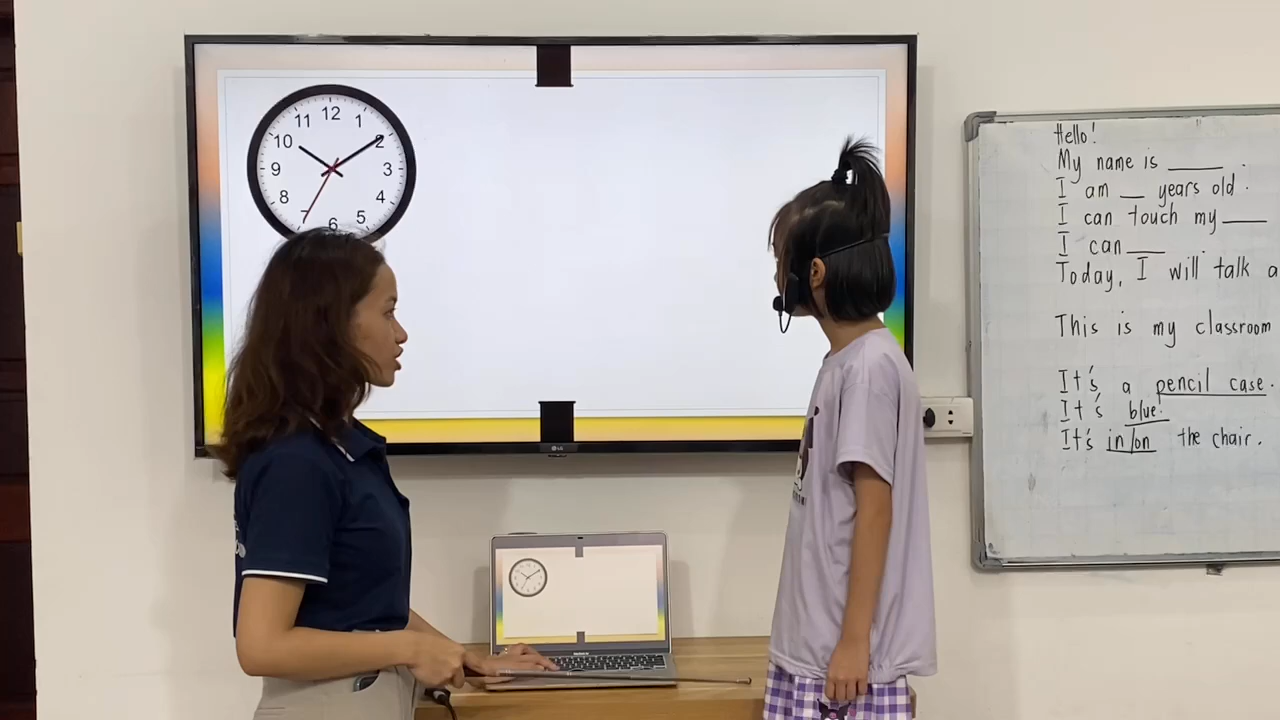 12
11 1
10 2
9 3
8 4
7 5
6
LG
Hello!
My name is ____ .
I am __ years old.
I can touch my ____
I can ____
Today, I will talk a
This is my classroom
It's a pencil case.
It's blue.
It's in/on the chair.